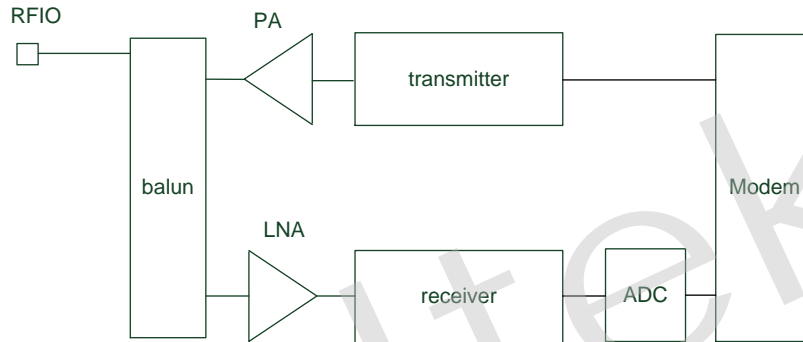 RFIO
PA
transmitter
balun
Modem
LNA
receiver
ADC